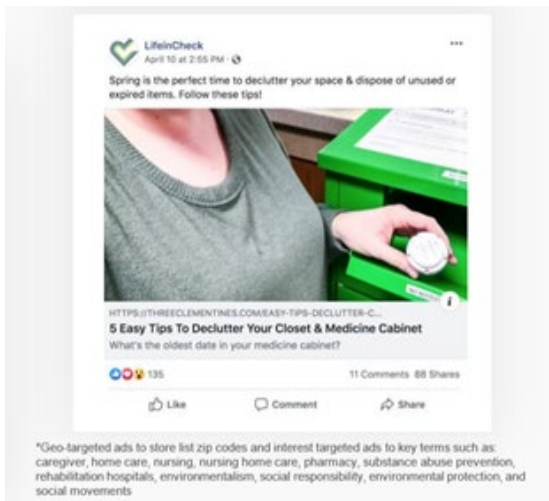 LifeinCheck
April 10 at 2:55 PM ·
Spring is the perfect time to declutter your space & dispose of unused or
expired items. Follow these tips!
HTTPS://THREECLEMENTINES.COM/EASY-TIPS-DECLUTTER-C...
5 Easy Tips To Declutter Your Closet & Medicine Cabinet
What's the oldest date in your medicine cabinet?
135
11 Comments 88 Shares
Like Comment Share
*Geo-targeted ads to store list zip codes and interest targeted ads to key terms such as:
caregiver, home care, nursing, nursing home care, pharmacy, substance abuse prevention,
rehabilitation hospitals, environmentalism, social responsibility, environmental protection, and
social movements